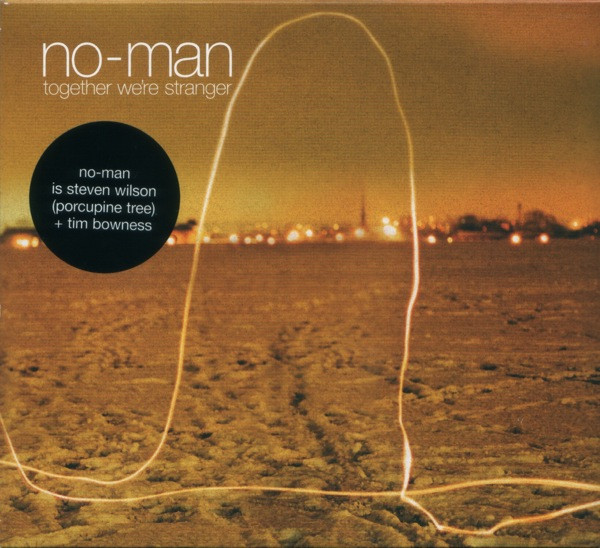 no-man
together we're stranger
no-man
is steven wilson
(porcupine tree)
+ tim bowness